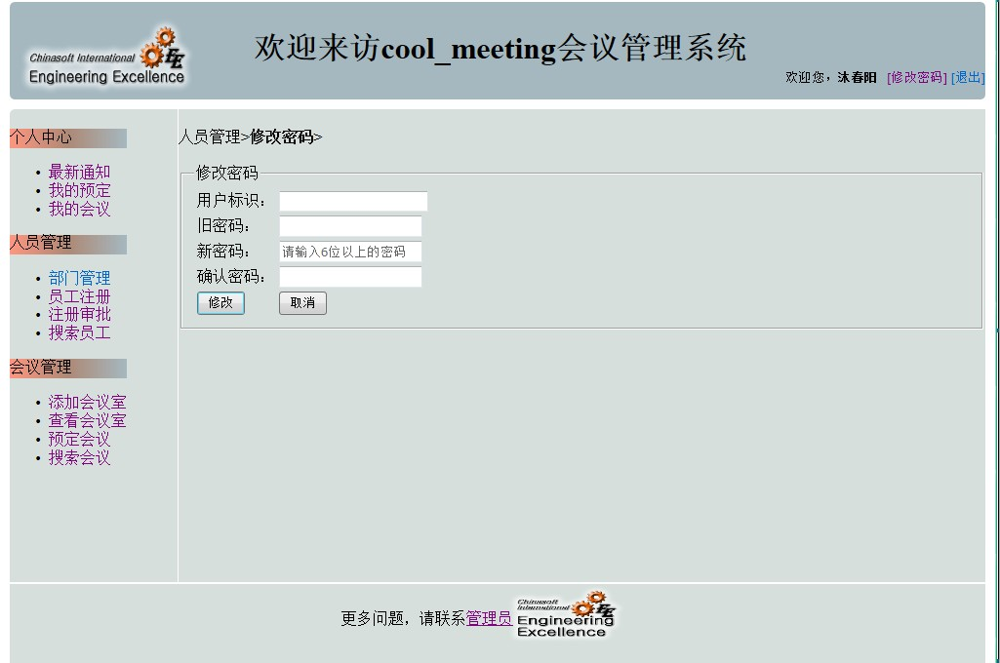 Chinasoft International
Engineering Excellence
欢迎来访cool_meeting会议管理系统
欢迎您，沐春阳 [修改密码] [退出]
个人中心
• 最新通知
• 我的预定
• 我的会议
人员管理
• 部门管理
• 员工注册
• 注册审批
• 搜索员工
会议管理
• 添加会议室
• 查看会议室
• 预定会议
• 搜索会议
人员管理>修改密码>
修改密码
用户标识：
旧密码：
新密码： 请输入6位以上的密码
确认密码：
修改 取消
更多问题，请联系管理员
Chinasoft
International
Engineering
Excellence